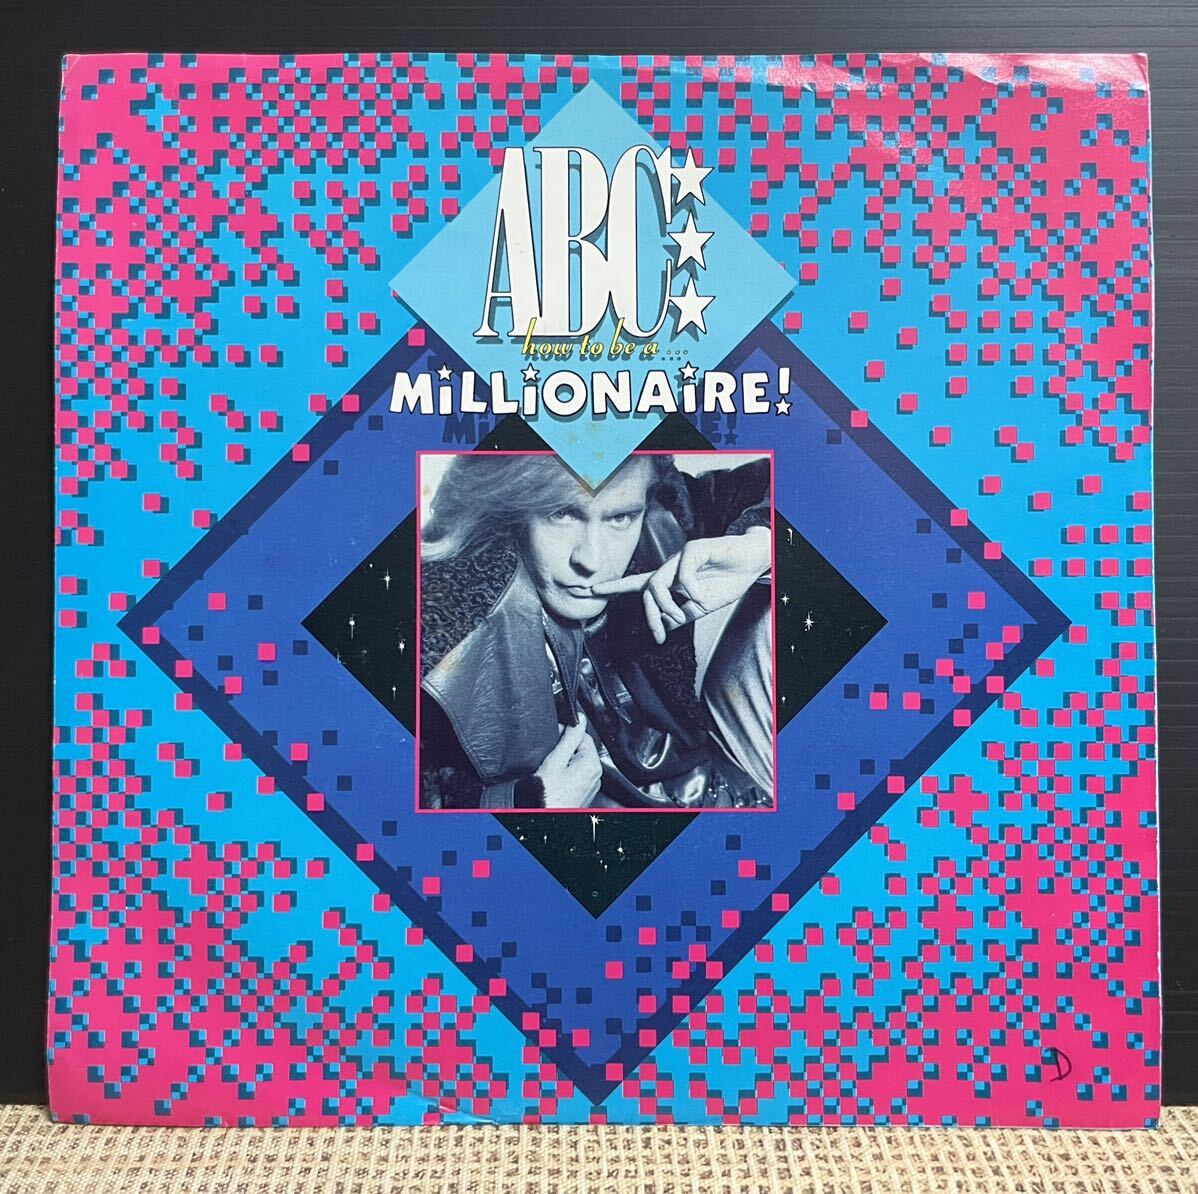 ABC
how to be a...
MiLLiONAiRE!
D